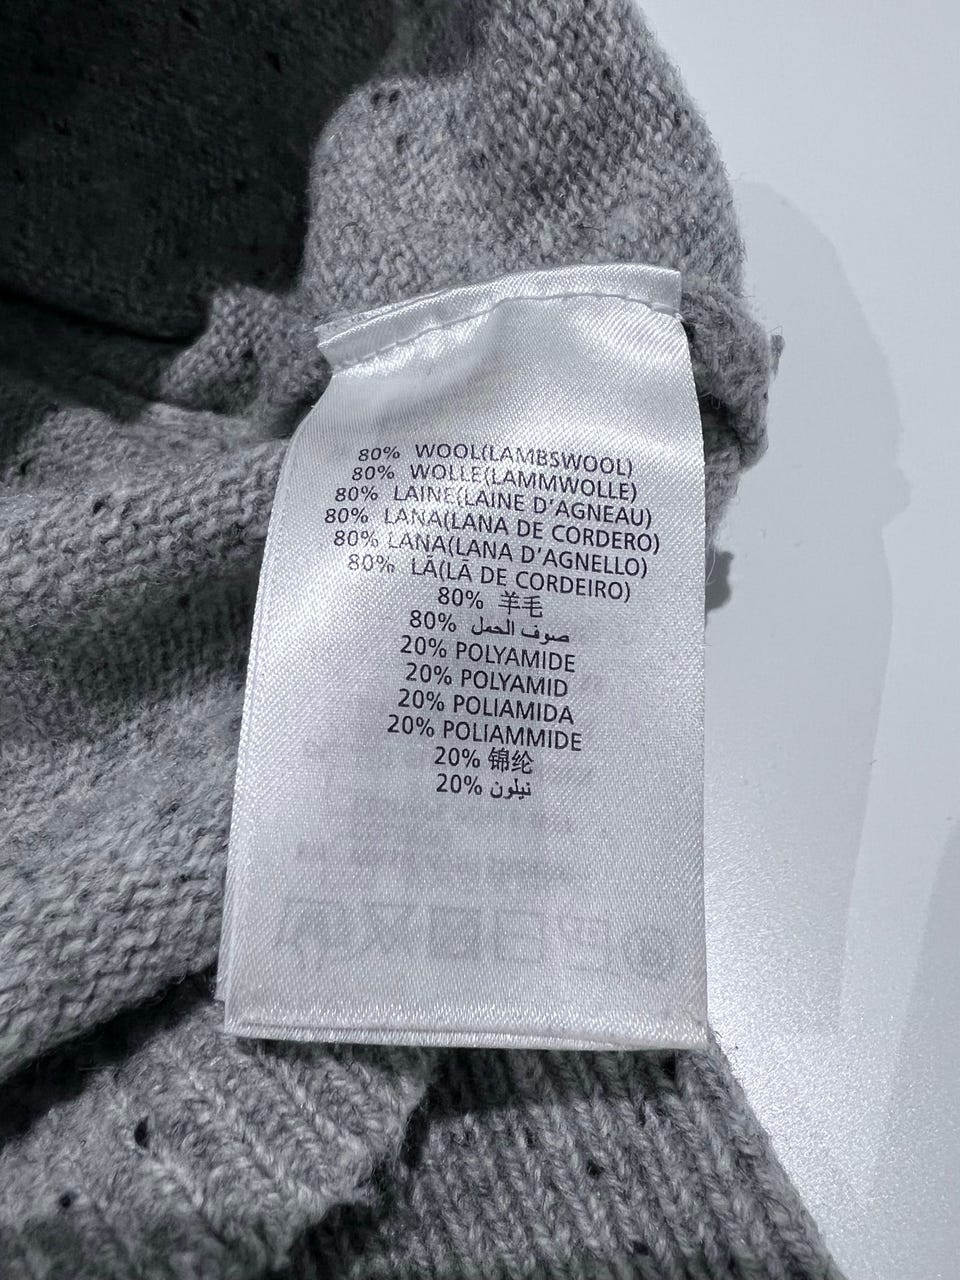 80% WOOL(LAMBSWOOL)
80% WOLLE(LAMMWOLLE)
80% LAINE(LAINE D'AGNEAU)
80% LANA(LANA DE CORDERO)
80% LANA(LANA D'AGNELLO)
80% LÃ(LÃ DE CORDEIRO)
80% 羊毛
80% صوف الحمل
20% POLYAMIDE
20% POLYAMID
20% POLIAMIDA
20% POLIAMMIDE
20% 锦纶
20% نيلون